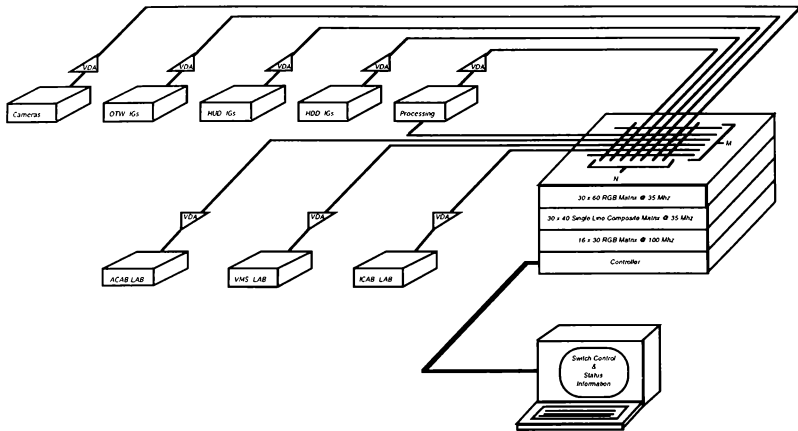 VDA
VDA
VDA
VDA
VDA
Cameras
OTW IGs
HUD IGs
HDD IGs
Processing
M
N
30 x 60 RGB Matrix @ 35 Mhz
30 x 40 Single Line Composite Matrix @ 35 Mhz
16 x 30 RGB Matrix @ 100 Mhz
Controller
VDA
VDA
VDA
ACAB LAB
VMS LAB
ICAB LAB
Switch Control
&
Status
Information